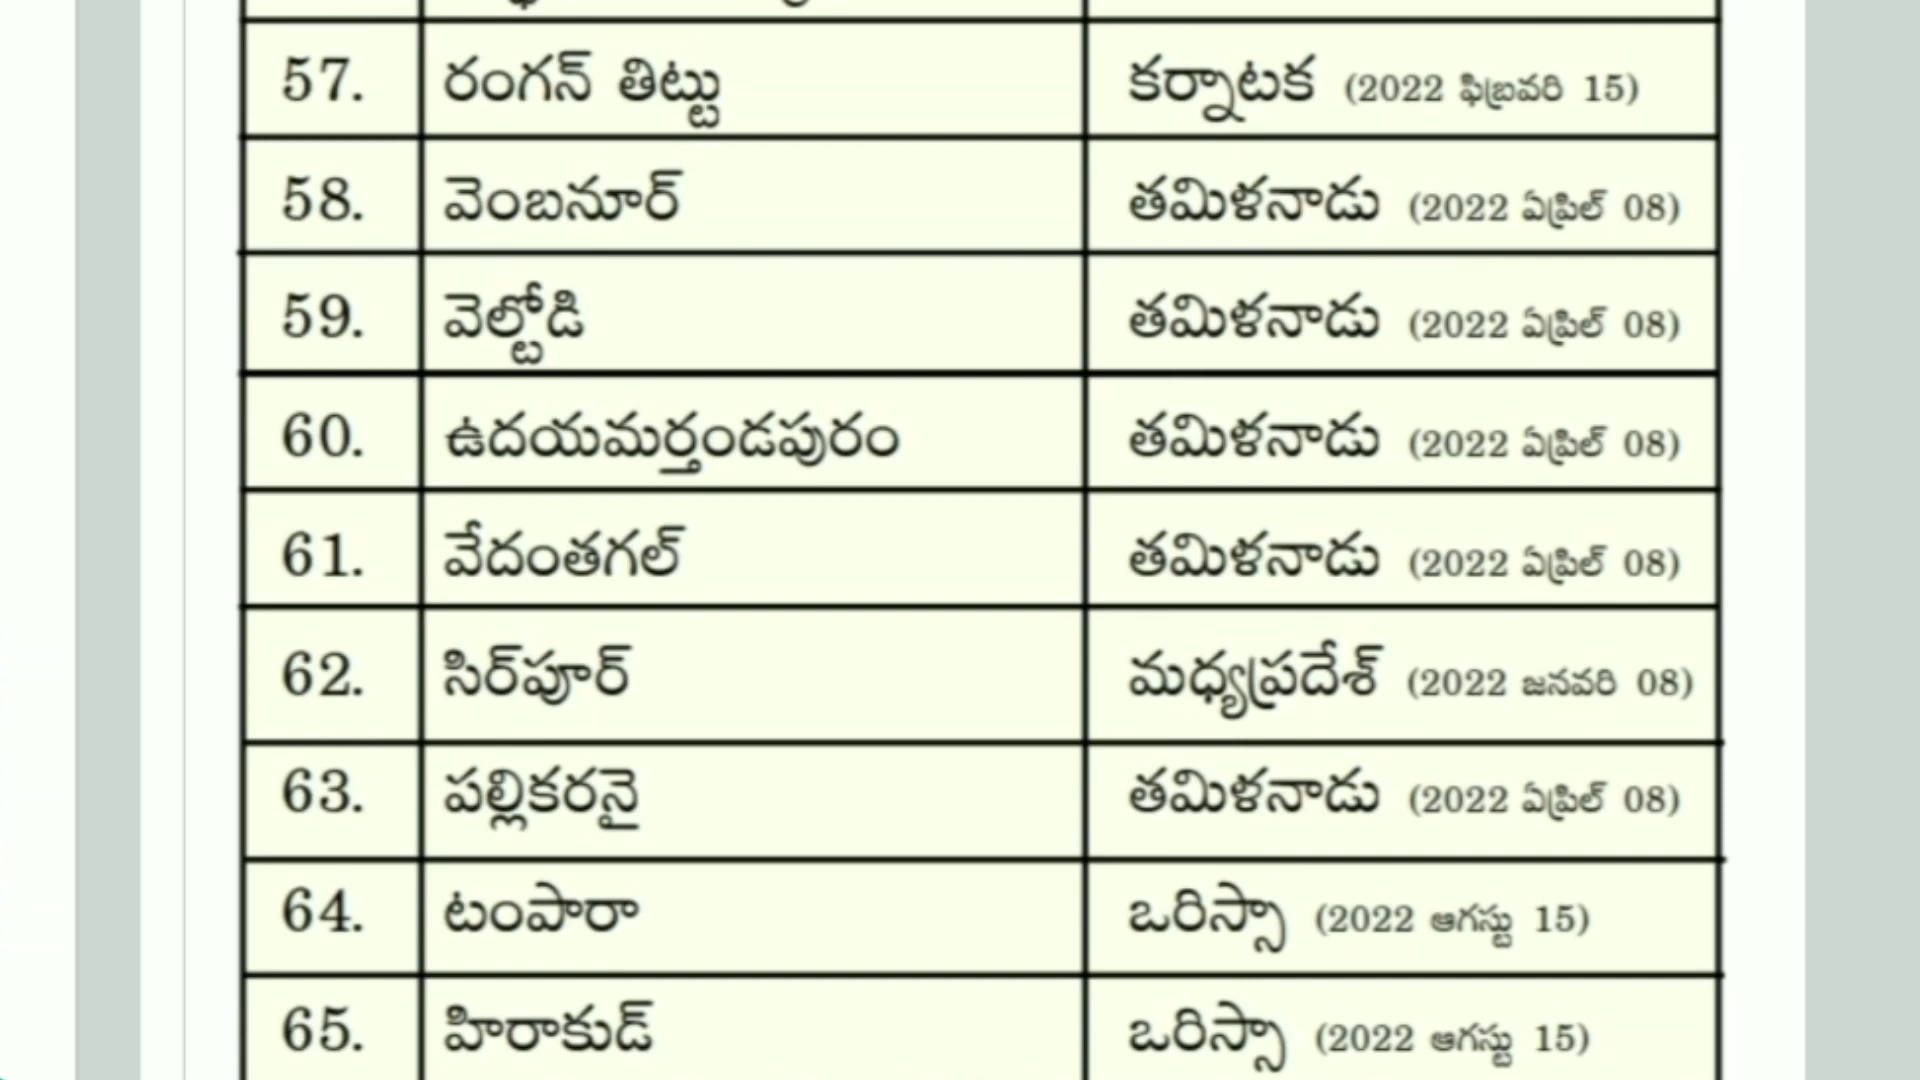 57. రంగన్ తిట్టు కర్నాటక (2022 ఫిబ్రవరి 15)
58. వెంబనూర్ తమిళనాడు (2022 ఏప్రిల్ 08)
59. వెల్టోడి తమిళనాడు (2022 ఏప్రిల్ 08)
60. ఉదయమర్తండపురం తమిళనాడు (2022 ఏప్రిల్ 08)
61. వేదంతగల్ తమిళనాడు (2022 ఏప్రిల్ 08)
62. సిర్‌పూర్ మధ్యప్రదేశ్ (2022 జనవరి 08)
63. పల్లికరనై తమిళనాడు (2022 ఏప్రిల్ 08)
64. టంపారా ఒరిస్సా (2022 ఆగస్టు 15)
65. హిరాకుడ్ ఒరిస్సా (2022 ఆగస్టు 15)